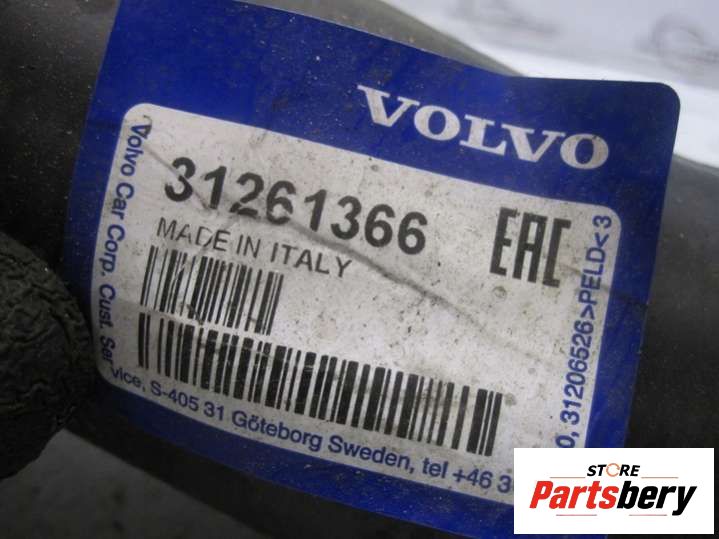 VOLVO
31261366
MADE IN ITALY
EAC
Volvo Car Corp. Cust. Service, S-405 31 Göteborg Sweden, tel +46 3
0, 31206526>PELD<3
STORE
Partsbery